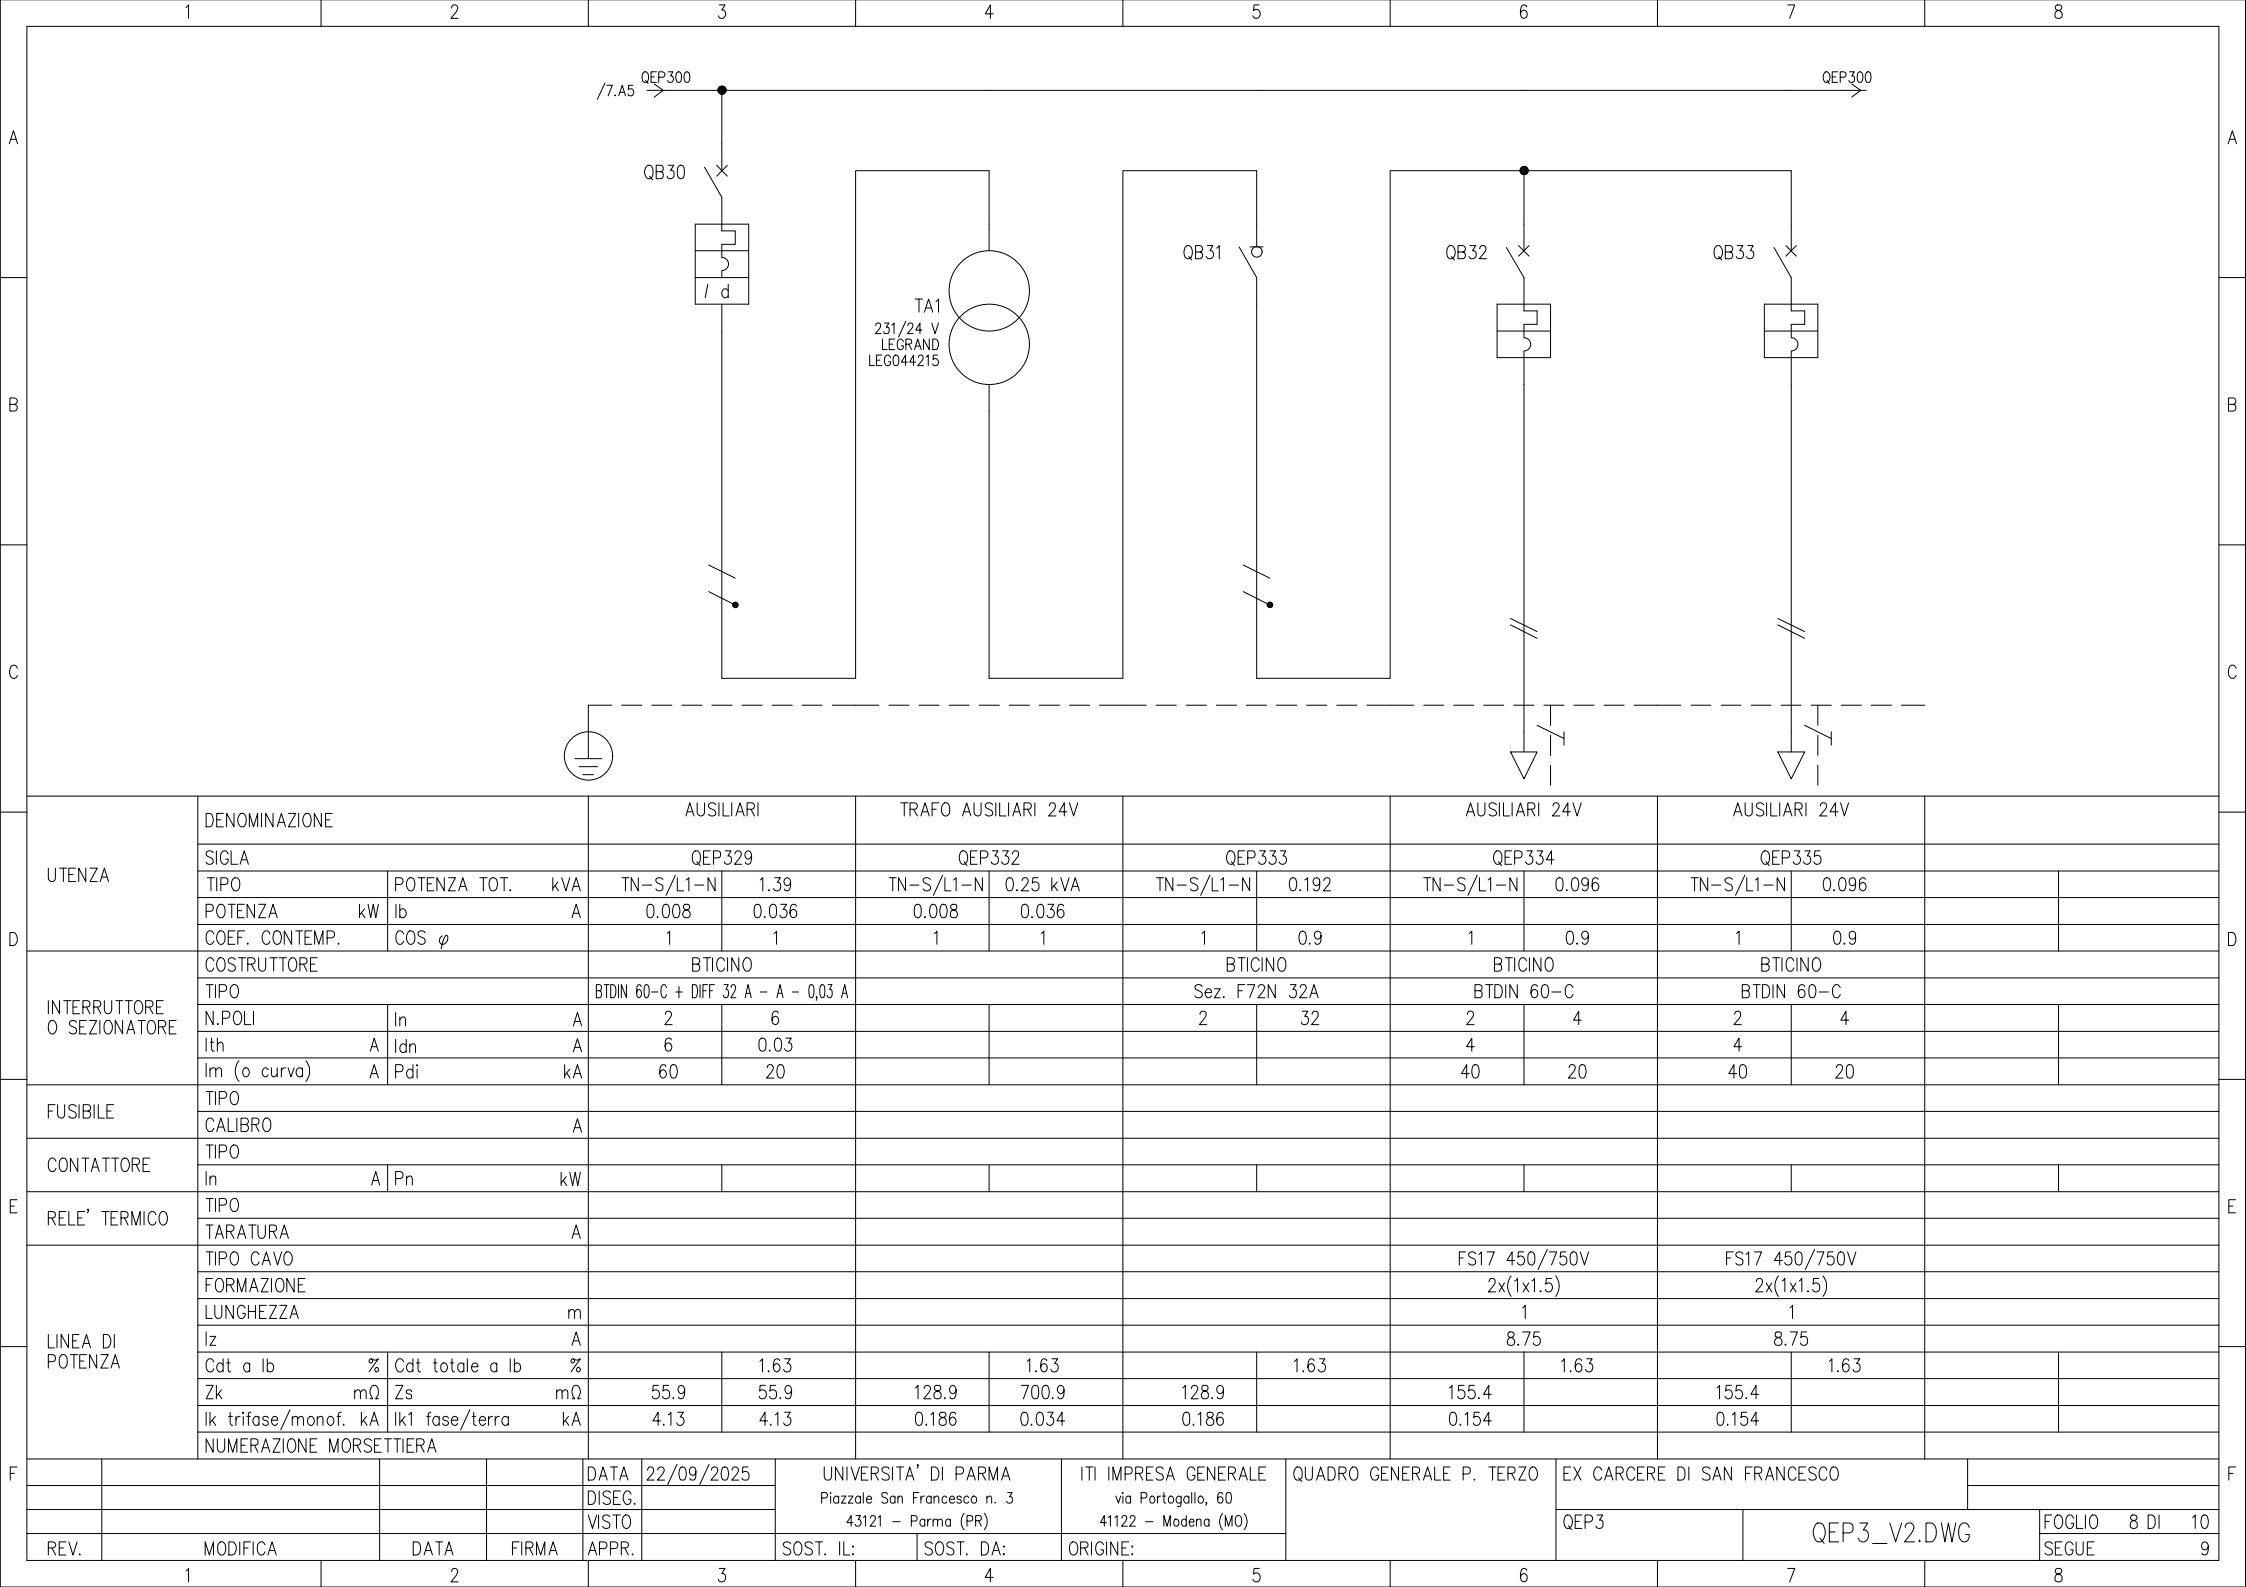 1 2 3 4 5 6 7 8
QEP300 QEP300
/7.A5
A A
QB30
QB31 QB32 QB33
I d
TA1
231/24 V
LEGRAND
LEG044215
B B
C C
UTENZA
DENOMINAZIONE AUSILIARI TRAFO AUSILIARI 24V AUSILIARI 24V AUSILIARI 24V
SIGLA QEP329 QEP332 QEP333 QEP334 QEP335
TIPO POTENZA TOT. kVA TN-S/L1-N 1.39 TN-S/L1-N 0.25 kVA TN-S/L1-N 0.192 TN-S/L1-N 0.096 TN-S/L1-N 0.096
POTENZA kW Ib A 0.008 0.036 0.008 0.036
D COEF. CONTEMP. COS φ 1 1 1 1 1 0.9 1 0.9 1 0.9 D
INTERRUTTORE
O SEZIONATORE
COSTRUTTORE BTICINO BTICINO BTICINO BTICINO
TIPO BTDIN 60-C + DIFF 32 A - A - 0,03 A Sez. F72N 32A BTDIN 60-C BTDIN 60-C
N.POLI In A 2 6 2 32 2 4 2 4
Ith A Idn A 6 0.03 4 4
Im (o curva) A Pdi kA 60 20 40 20 40 20
FUSIBILE
TIPO
CALIBRO A
CONTATTORE
TIPO
In A Pn kW
E E
RELE' TERMICO
TIPO
TARATURA A
LINEA DI
POTENZA
TIPO CAVO FS17 450/750V FS17 450/750V
FORMAZIONE 2x(1x1.5) 2x(1x1.5)
LUNGHEZZA m 1 1
Iz A 8.75 8.75
Cdt a Ib % Cdt totale a Ib % 1.63 1.63 1.63 1.63 1.63
Zk mΩ Zs mΩ 55.9 55.9 128.9 700.9 128.9 155.4 155.4
Ik trifase/monof. kA Ik1 fase/terra kA 4.13 4.13 0.186 0.034 0.186 0.154 0.154
NUMERAZIONE MORSETTIERA
F DATA 22/09/2025 UNIVERSITA' DI PARMA ITI IMPRESA GENERALE QUADRO GENERALE P. TERZO EX CARCERE DI SAN FRANCESCO F
DISEG. Piazzale San Francesco n. 3 via Portogallo, 60
VISTO 43121 - Parma (PR) 41122 - Modena (MO) QEP3 QEP3_V2.DWG FOGLIO 8 DI 10
REV. MODIFICA DATA FIRMA APPR. SOST. IL: SOST. DA: ORIGINE: SEGUE 9
1 2 3 4 5 6 7 8